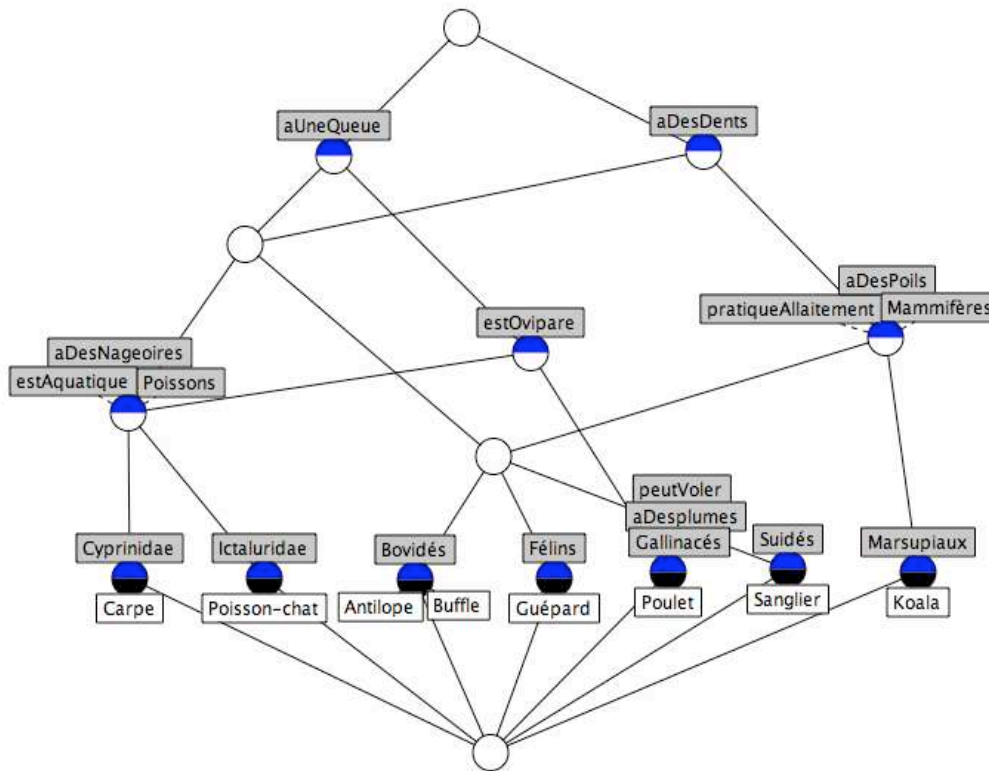 aUneQueue
aDesDents
aDesPoils
pratiqueAllaitement
Mammifères
estOvipare
aDesNageoires
estAquatique
Poissons
peutVoler
aDesplumes
Cyprinidae
Ictaluridae
Bovidés
Félins
Gallinacés
Suidés
Marsupiaux
Carpe
Poisson-chat
Antilope
Buffle
Guépard
Poulet
Sanglier
Koala